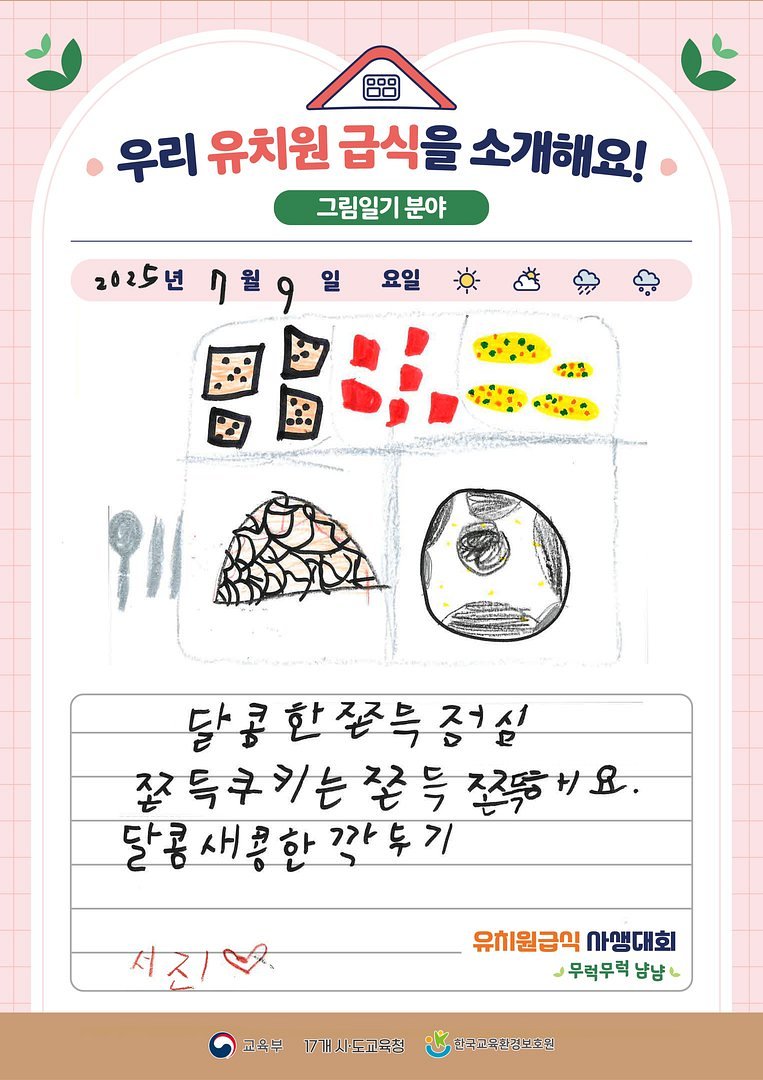 우리 유치원 급식을 소개해요!
그림일기 분야
2025년 7월 9일 요일
달콩한 쫀득 점심
쫀득쿠키는 쫀득 쫀뜩해요.
달콤새콩한 깍두기
서진♡
유치원급식 사생대회
무럭무럭 냠냠
교육부 17개 시·도교육청 한국교육환경보호원